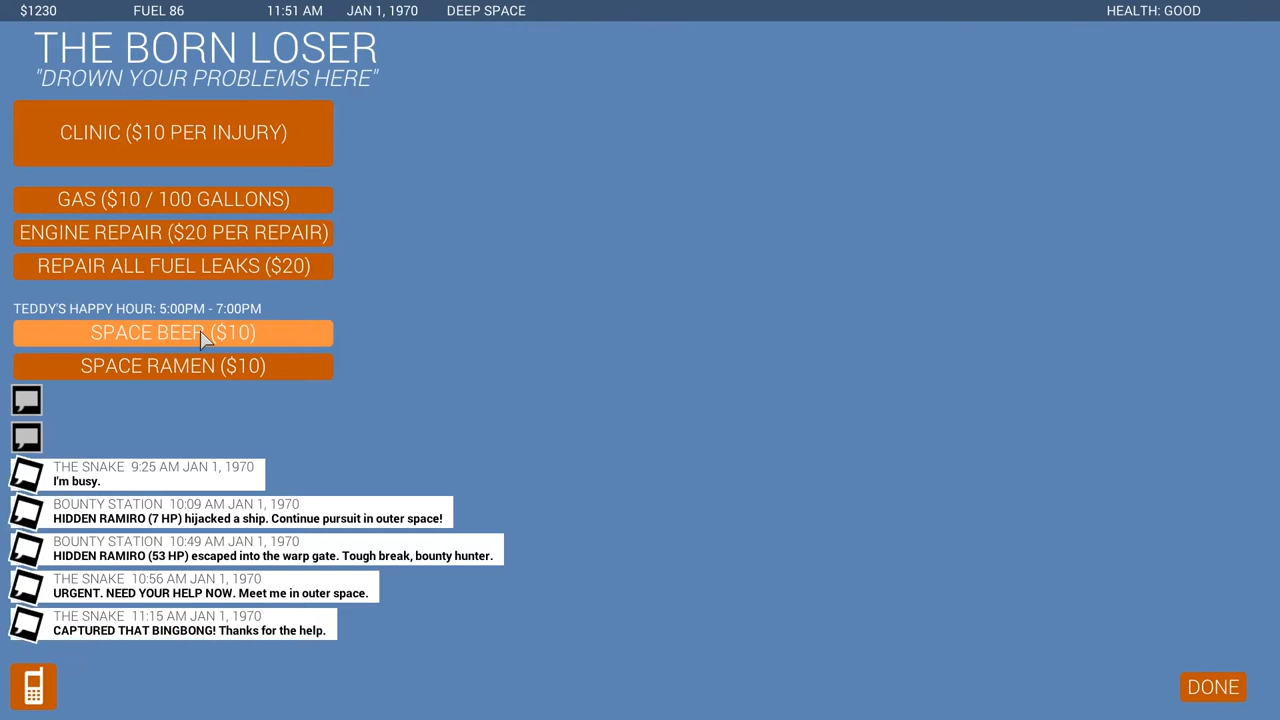 $1230 FUEL 86 11:51 AM JAN 1, 1970 DEEP SPACE HEALTH: GOOD
THE BORN LOSER
"DROWN YOUR PROBLEMS HERE"
CLINIC ($10 PER INJURY)
GAS ($10 / 100 GALLONS)
ENGINE REPAIR ($20 PER REPAIR)
REPAIR ALL FUEL LEAKS ($20)
TEDDY'S HAPPY HOUR: 5:00PM - 7:00PM
SPACE BEER ($10)
SPACE RAMEN ($10)
THE SNAKE 9:25 AM JAN 1, 1970
I'm busy.
BOUNTY STATION 10:09 AM JAN 1, 1970
HIDDEN RAMIRO (7 HP) hijacked a ship. Continue pursuit in outer space!
BOUNTY STATION 10:49 AM JAN 1, 1970
HIDDEN RAMIRO (53 HP) escaped into the warp gate. Tough break, bounty hunter.
THE SNAKE 10:56 AM JAN 1, 1970
URGENT. NEED YOUR HELP NOW. Meet me in outer space.
THE SNAKE 11:15 AM JAN 1, 1970
CAPTURED THAT BINGBONG! Thanks for the help.
DONE